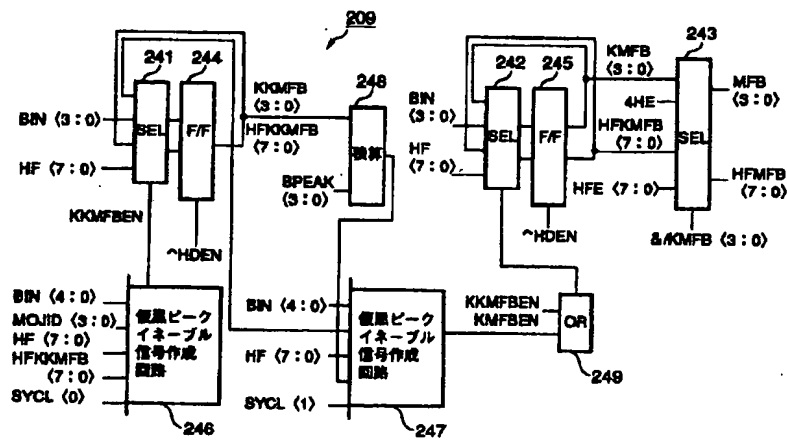 209
241
244
SEL
F/F
BIN (3:0)
HF (7:0)
KKMFBEN
^HDEN
KKMFB
(3:0)
HFKKMFB
(7:0)
248
積算
BPEAK
(3:0)
242
245
SEL
F/F
BIN
(3:0)
HF
(7:0)
^HDEN
KMFB
(3:0)
4HE
HFKMFB
(7:0)
HFE (7:0)
243
SEL
MFB
(3:0)
HFMFB
(7:0)
&/KMFB (3:0)
BIN (4:0)
MOJID (3:0)
HF (7:0)
HFKKMFB
(7:0)
SYCL (0)
仮黒ピーク
イネーブル
信号作成
回路
246
BIN (4:0)
HF (7:0)
SYCL (1)
仮黒ピーク
イネーブル
信号作成
回路
247
KKMFBEN
KMFBEN
OR
249